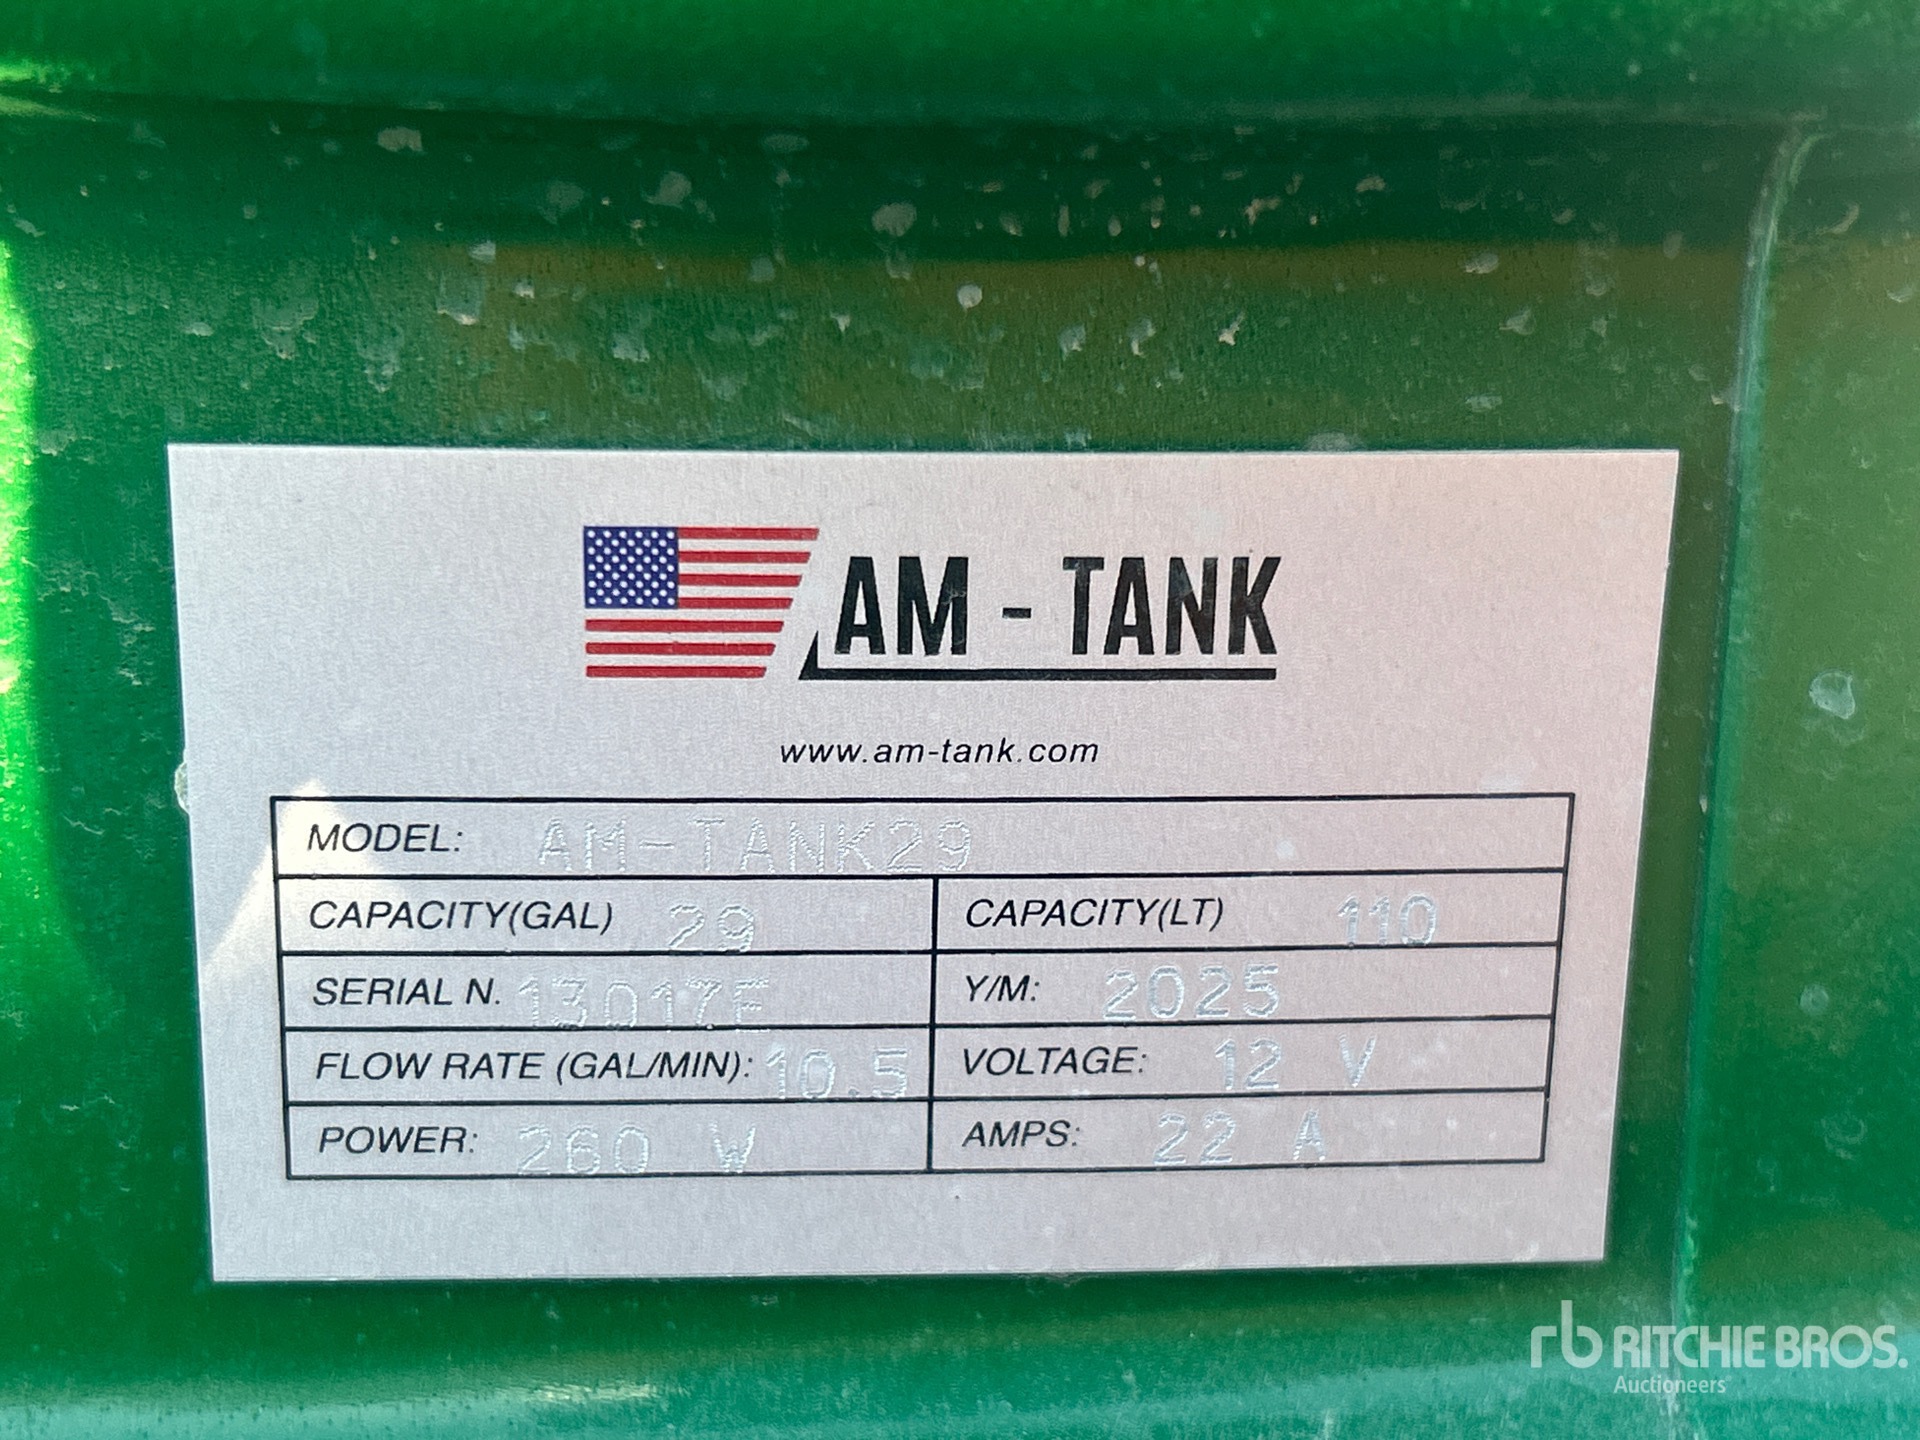 AM - TANK
www.am-tank.com
MODEL: AM-TANK29
CAPACITY(GAL) 29 CAPACITY(LT) 110
SERIAL N. 13017E Y/M: 2025
FLOW RATE (GAL/MIN): 10.5 VOLTAGE: 12 V
POWER: 260 W AMPS: 22 A
rb RITCHIE BROS.
Auctioneers